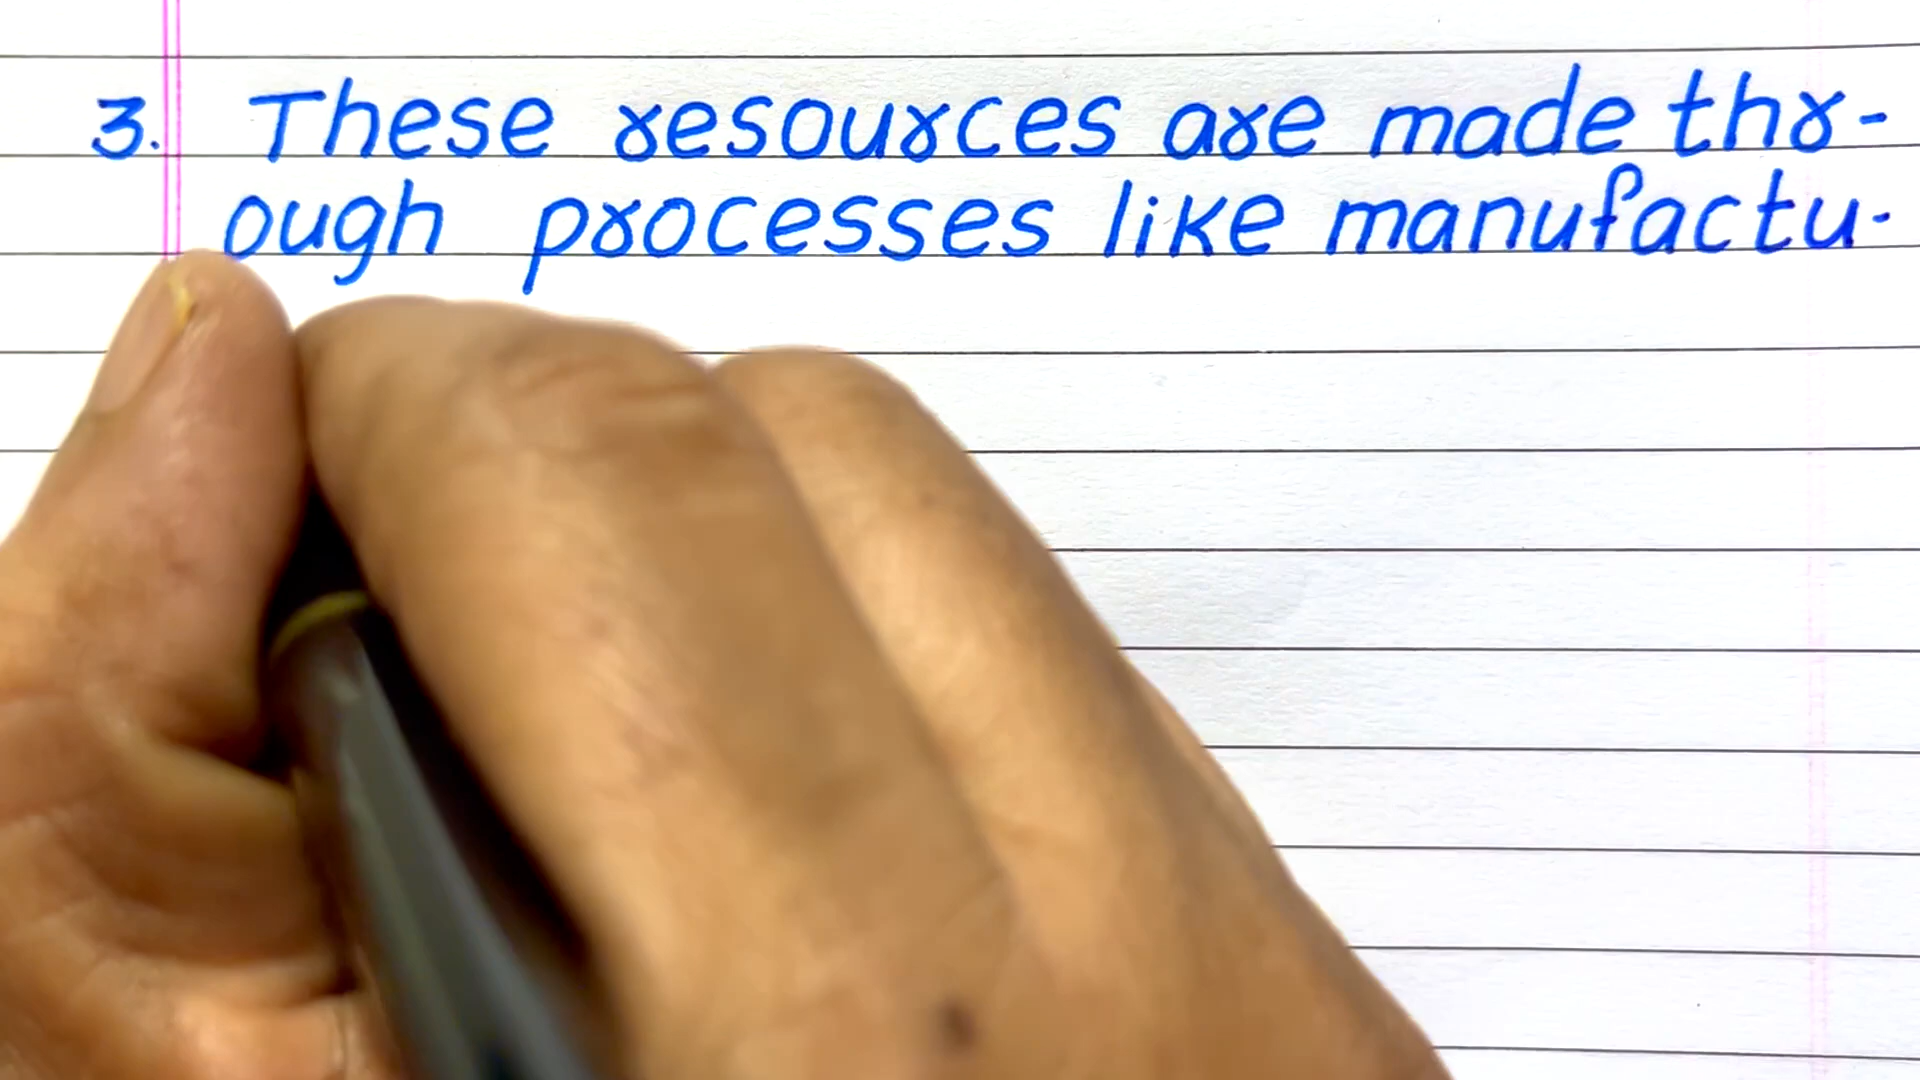 3. These resources are made thr-
ough processes like manufactu-